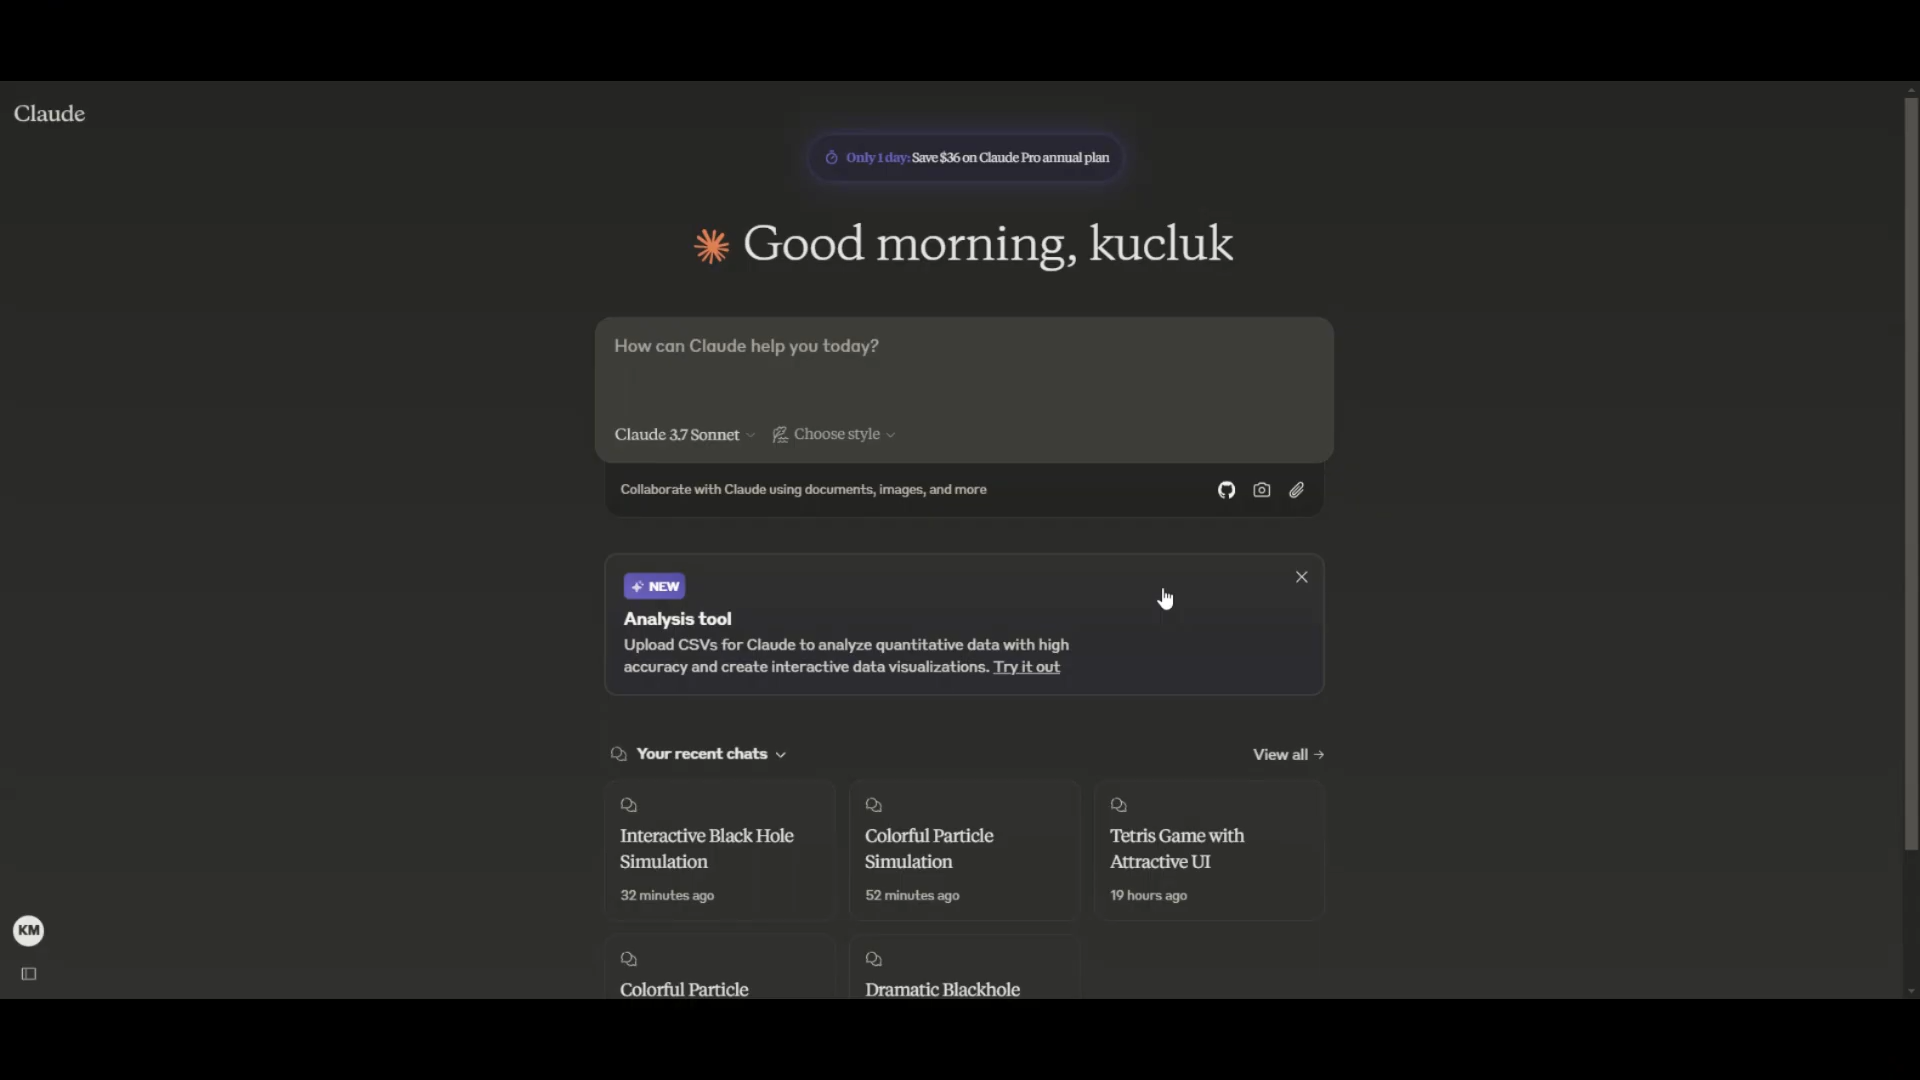 Claude
Only 1 day: Save $36 on Claude Pro annual plan
Good morning, kucluk
How can Claude help you today?
Claude 3.7 Sonnet
Choose style
Collaborate with Claude using documents, images, and more
NEW
Analysis tool
Upload CSVs for Claude to analyze quantitative data with high
accuracy and create interactive data visualizations. Try it out
Your recent chats
View all →
Interactive Black Hole
Simulation
32 minutes ago
Colorful Particle
Simulation
52 minutes ago
Tetris Game with
Attractive UI
19 hours ago
KM
Colorful Particle
Dramatic Blackhole